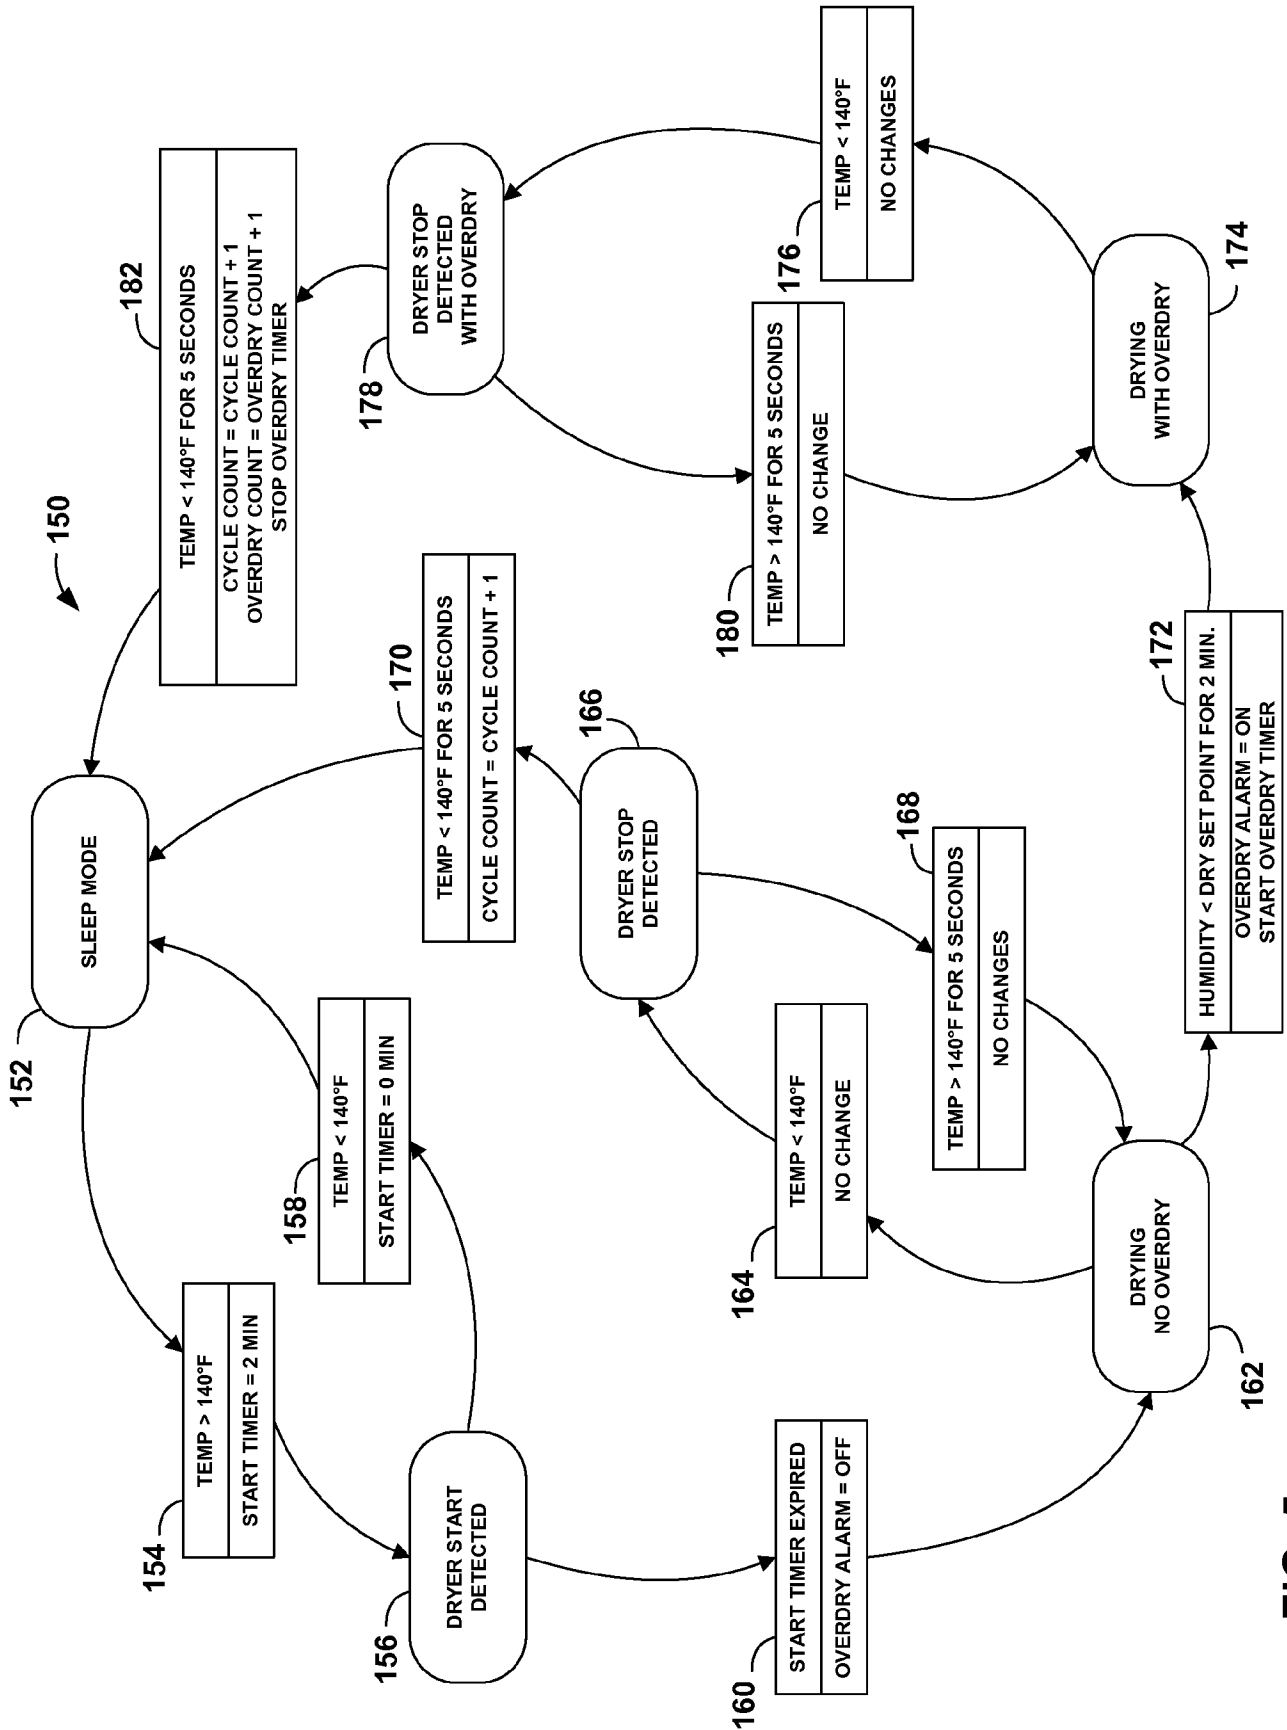 150
152
SLEEP MODE
154
TEMP > 140°F
START TIMER = 2 MIN
156
DRYER START
DETECTED
158
TEMP < 140°F
START TIMER = 0 MIN
160
START TIMER EXPIRED
OVERDRY ALARM = OFF
162
DRYING
NO OVERDRY
164
TEMP < 140°F
NO CHANGE
166
DRYER STOP
DETECTED
168
TEMP > 140°F FOR 5 SECONDS
NO CHANGES
170
TEMP < 140°F FOR 5 SECONDS
CYCLE COUNT = CYCLE COUNT + 1
172
HUMIDITY < DRY SET POINT FOR 2 MIN.
OVERDRY ALARM = ON
START OVERDRY TIMER
174
DRYING
WITH OVERDRY
176
TEMP < 140°F
NO CHANGES
178
DRYER STOP
DETECTED
WITH OVERDRY
180
TEMP > 140°F FOR 5 SECONDS
NO CHANGE
182
TEMP < 140°F FOR 5 SECONDS
CYCLE COUNT = CYCLE COUNT + 1
OVERDRY COUNT = OVERDRY COUNT + 1
STOP OVERDRY TIMER